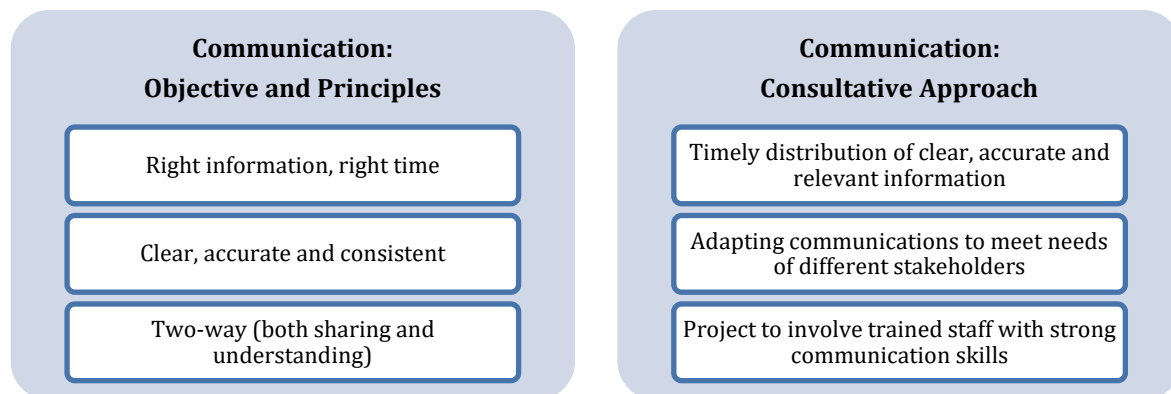 Communication:
Objective and Principles
Right information, right time
Clear, accurate and consistent
Two-way (both sharing and
understanding)
Communication:
Consultative Approach
Timely distribution of clear, accurate and
relevant information
Adapting communications to meet needs
of different stakeholders
Project to involve trained staff with strong
communication skills